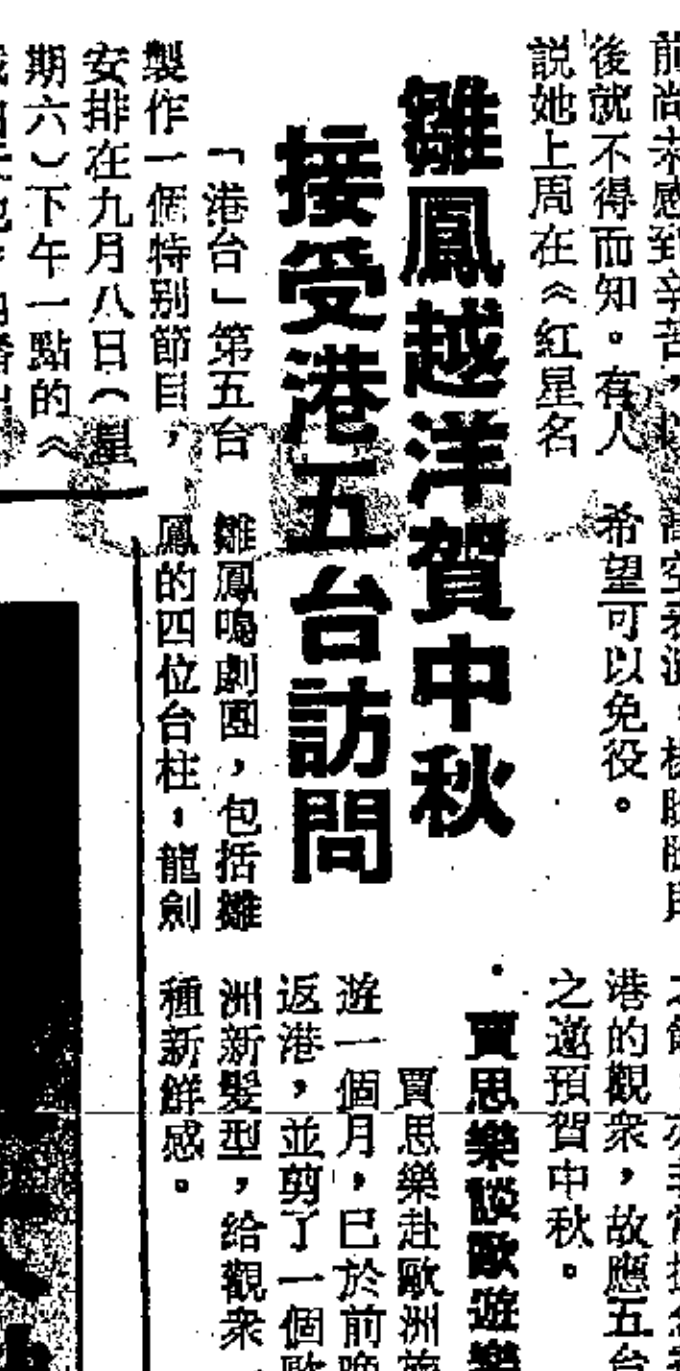 前尚未感到辛苦，
後就不得而知。有人
説她上周在《紅星名
希望可以免役。
雛鳳越洋賀中秋
接受港五台訪問
「港台」第五台
製作一個特別節目，
安排在九月八日（星
期六）下午一點的《
雛鳳鳴劇團，包括雛
鳳的四位台柱，龍劍
港的觀衆，故應五台
之邀預賀中秋。
·賈思樂談歐遊樂
賈思樂赴歐洲旅
遊一個月，已於前晚
返港，並剪了一個歐
洲新髮型，给觀衆一
種新鮮感。